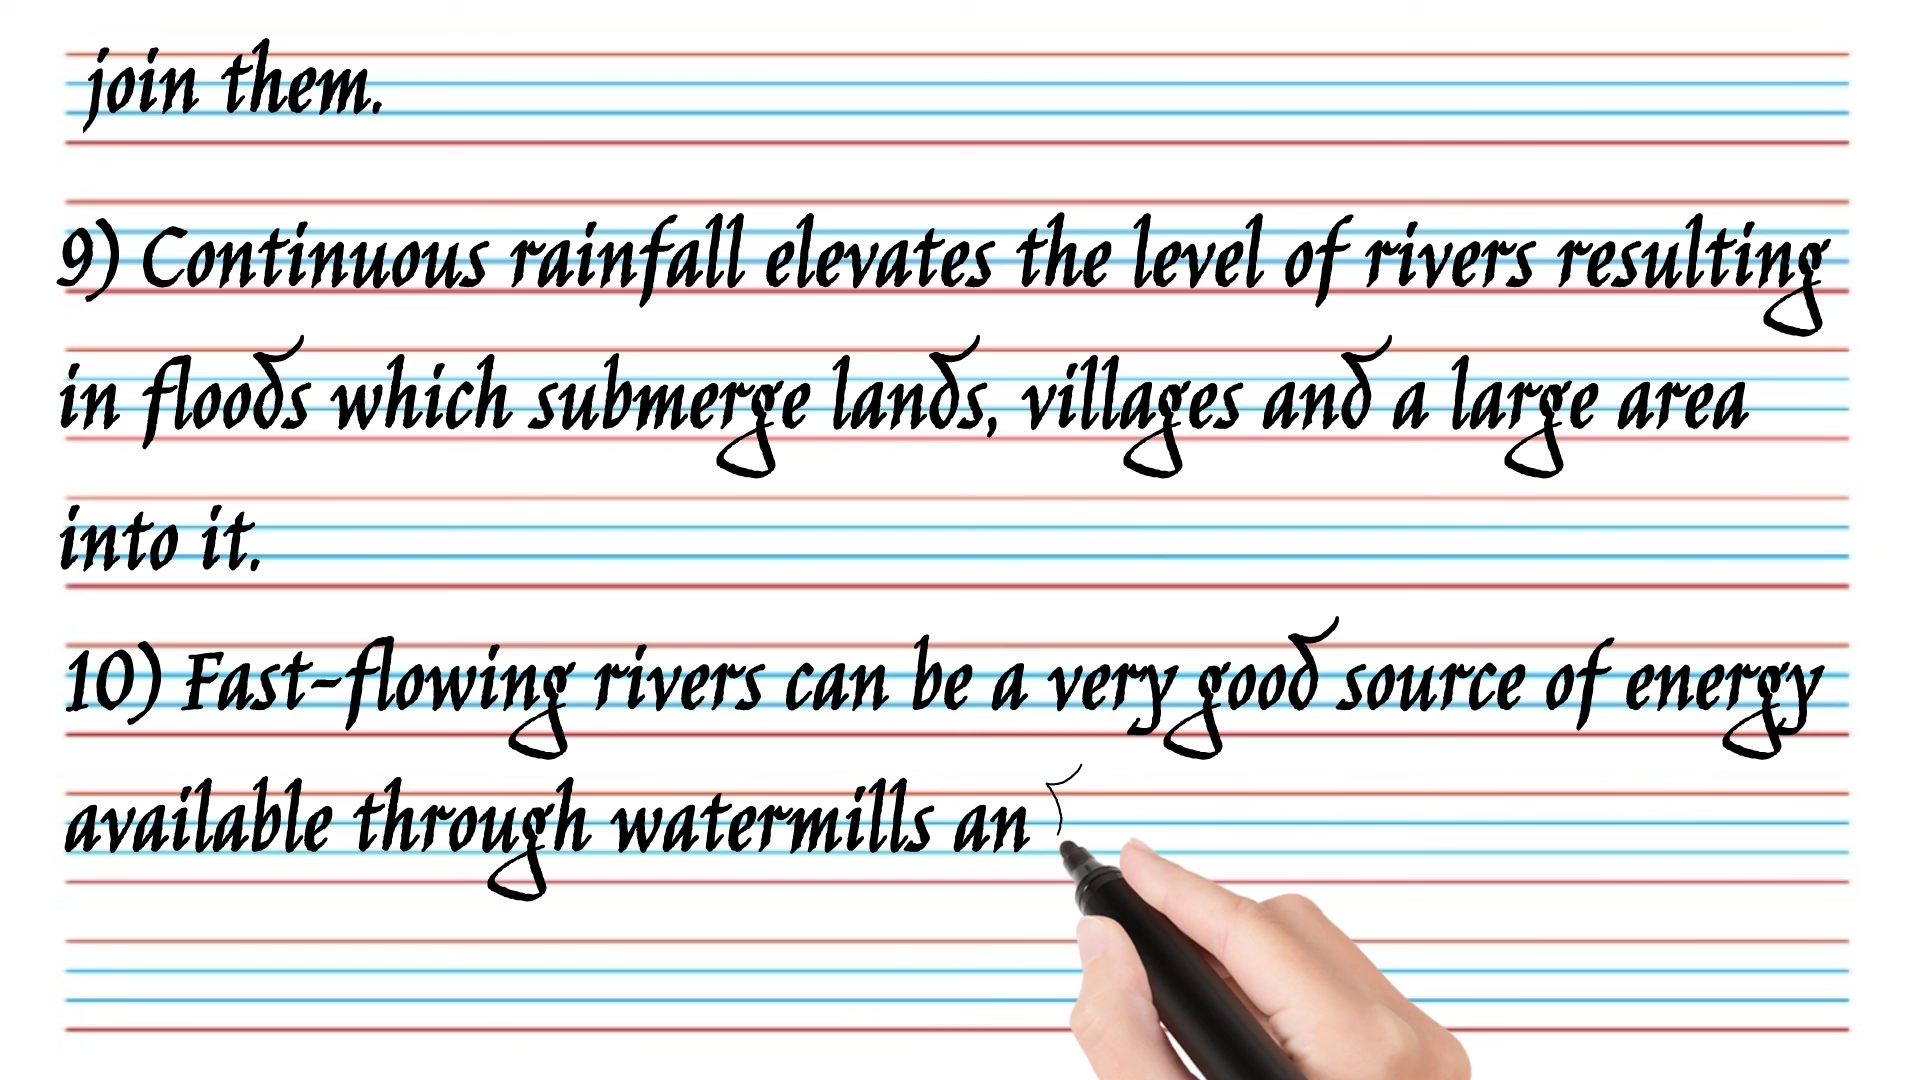 join them.
9) Continuous rainfall elevates the level of rivers resulting
in floods which submerge lands, villages and a large area
into it.
10) Fast-flowing rivers can be a very good source of energy
available through watermills an